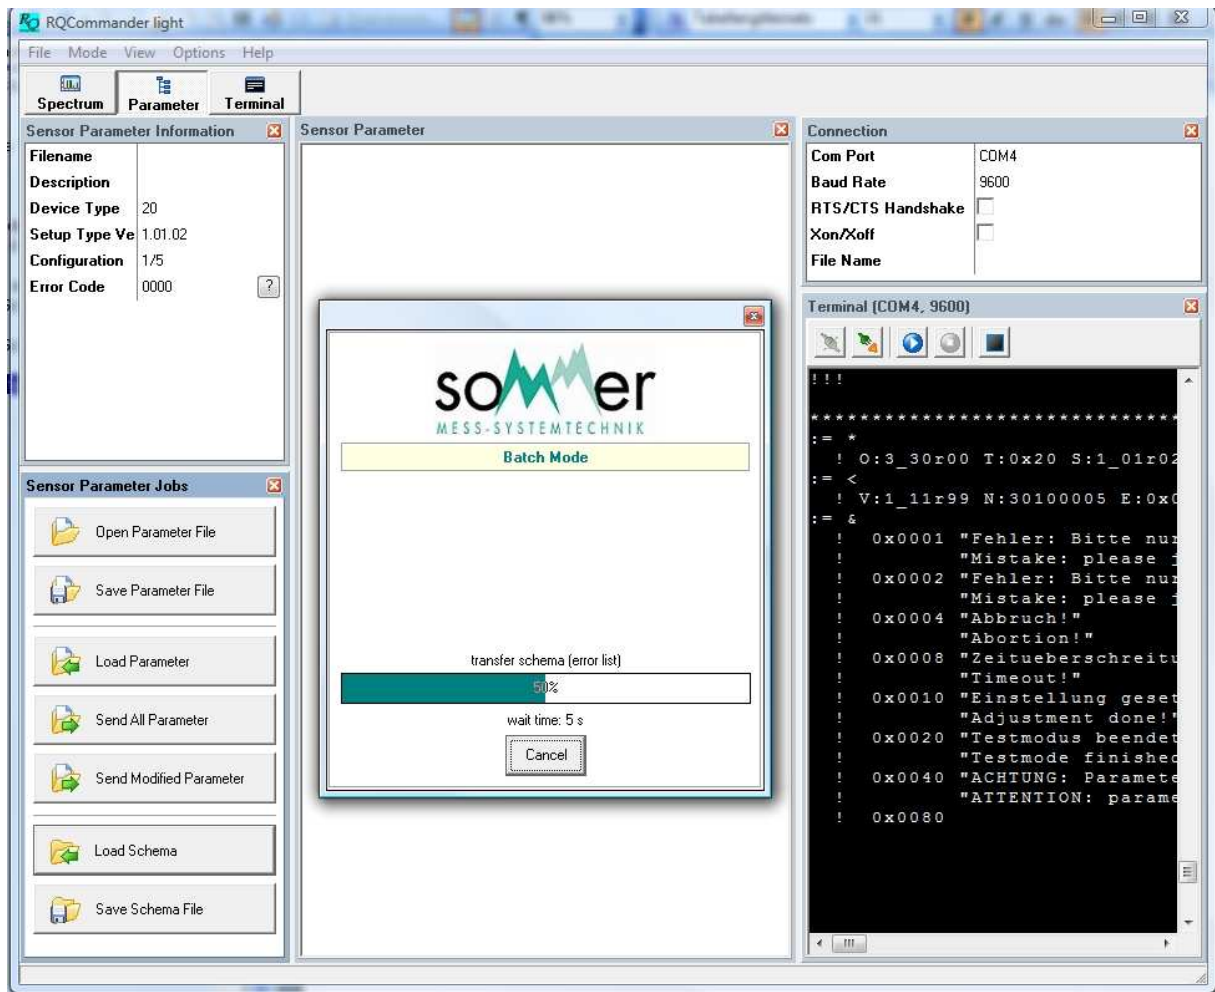 RQCommander light
File Mode View Options Help
Spectrum Parameter Terminal
Sensor Parameter Information
Filename
Description
Device Type 20
Setup Type Ve 1.01.02
Configuration 1/5
Error Code 0000 ?
Sensor Parameter Jobs
Open Parameter File
Save Parameter File
Load Parameter
Send All Parameter
Send Modified Parameter
Load Schema
Save Schema File
Sensor Parameter
sommer
MESS-SYSTEMTECHNIK
Batch Mode
transfer schema (error list)
50%
wait time: 5 s
Cancel
Connection
Com Port COM4
Baud Rate 9600
RTS/CTS Handshake
Xon/Xoff
File Name
Terminal (COM4, 9600)
!!!
******************************
:= *
! O:3_30r00 T:0x20 S:1_01r02
:= <
! V:1_11r99 N:30100005 E:0x0
:= &
! 0x0001 "Fehler: Bitte nur
! "Mistake: please j
! 0x0002 "Fehler: Bitte nur
! "Mistake: please j
! 0x0004 "Abbruch!"
! "Abortion!"
! 0x0008 "Zeitueberschreitu
! "Timeout!"
! 0x0010 "Einstellung geset
! "Adjustment done!"
! 0x0020 "Testmodus beendet
! "Testmode finished
! 0x0040 "ACHTUNG: Paramete
! "ATTENTION: parame
! 0x0080